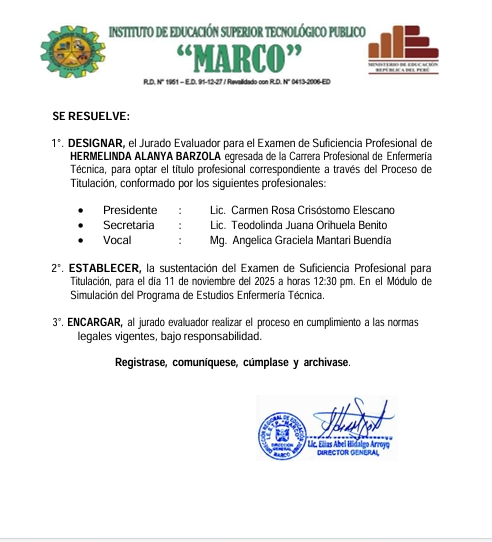 INSTITUTO DE EDUCACIÓN SUPERIOR TECNOLÓGICO PUBLICO
“MARCO”
R.D. N° 1951 – E.D. 91-12-27 / Revalidado con R.D. N° 0413-2006-ED
MINISTERIO DE EDUCACIÓN
REPÚBLICA DEL PERÚ
SE RESUELVE:
1°. DESIGNAR, el Jurado Evaluador para el Examen de Suficiencia Profesional de
HERMELINDA ALANYA BARZOLA egresada de la Carrera Profesional de Enfermería
Técnica, para optar el título profesional correspondiente a través del Proceso de
Titulación, conformado por los siguientes profesionales:
• Presidente : Lic. Carmen Rosa Crisóstomo Elescano
• Secretaria : Lic. Teodolinda Juana Orihuela Benito
• Vocal : Mg. Angelica Graciela Mantari Buendía
2°. ESTABLECER, la sustentación del Examen de Suficiencia Profesional para
Titulación, para el día 11 de noviembre del 2025 a horas 12:30 pm. En el Módulo de
Simulación del Programa de Estudios Enfermería Técnica.
3°. ENCARGAR, al jurado evaluador realizar el proceso en cumplimiento a las normas
legales vigentes, bajo responsabilidad.
Registrase, comuníquese, cúmplase y archivase.
Lic. Elías Abel Hidalgo Arroyo
DIRECTOR GENERAL
DIRECCIÓN
GENERAL
MARCO